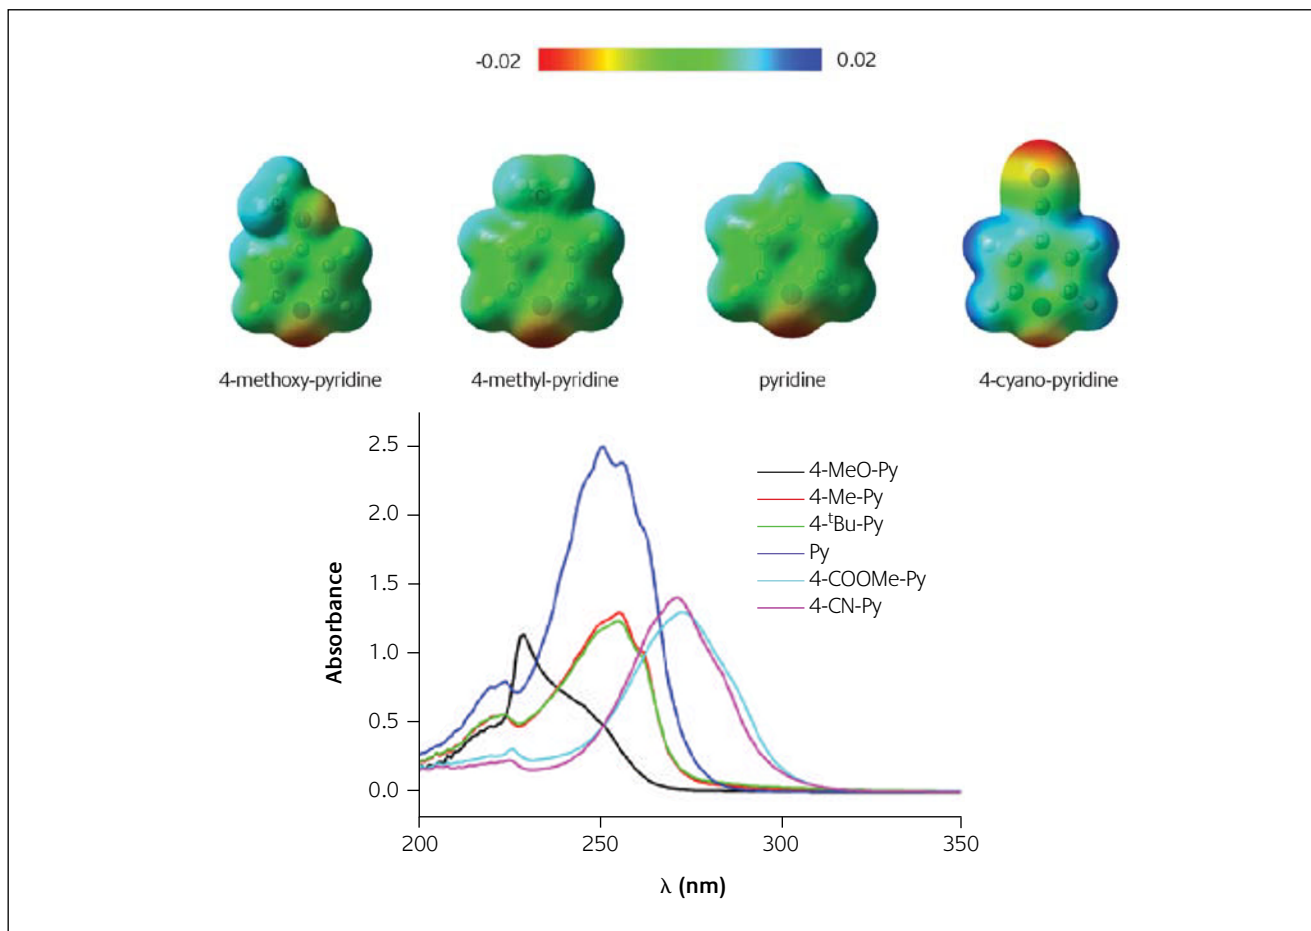 -0.02 0.02
4-methoxy-pyridine 4-methyl-pyridine pyridine 4-cyano-pyridine
2.5
2.0
1.5
1.0
0.5
0.0
Absorbance
4-MeO-Py
4-Me-Py
4-ᵗBu-Py
Py
4-COOMe-Py
4-CN-Py
200 250 300 350
λ (nm)